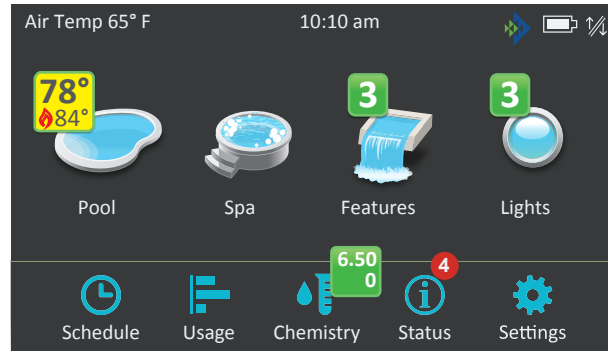 Air Temp 65° F
10:10 am
78°
84°
3
3
Pool
Spa
Features
Lights
6.50
0
4
Schedule
Usage
Chemistry
Status
Settings